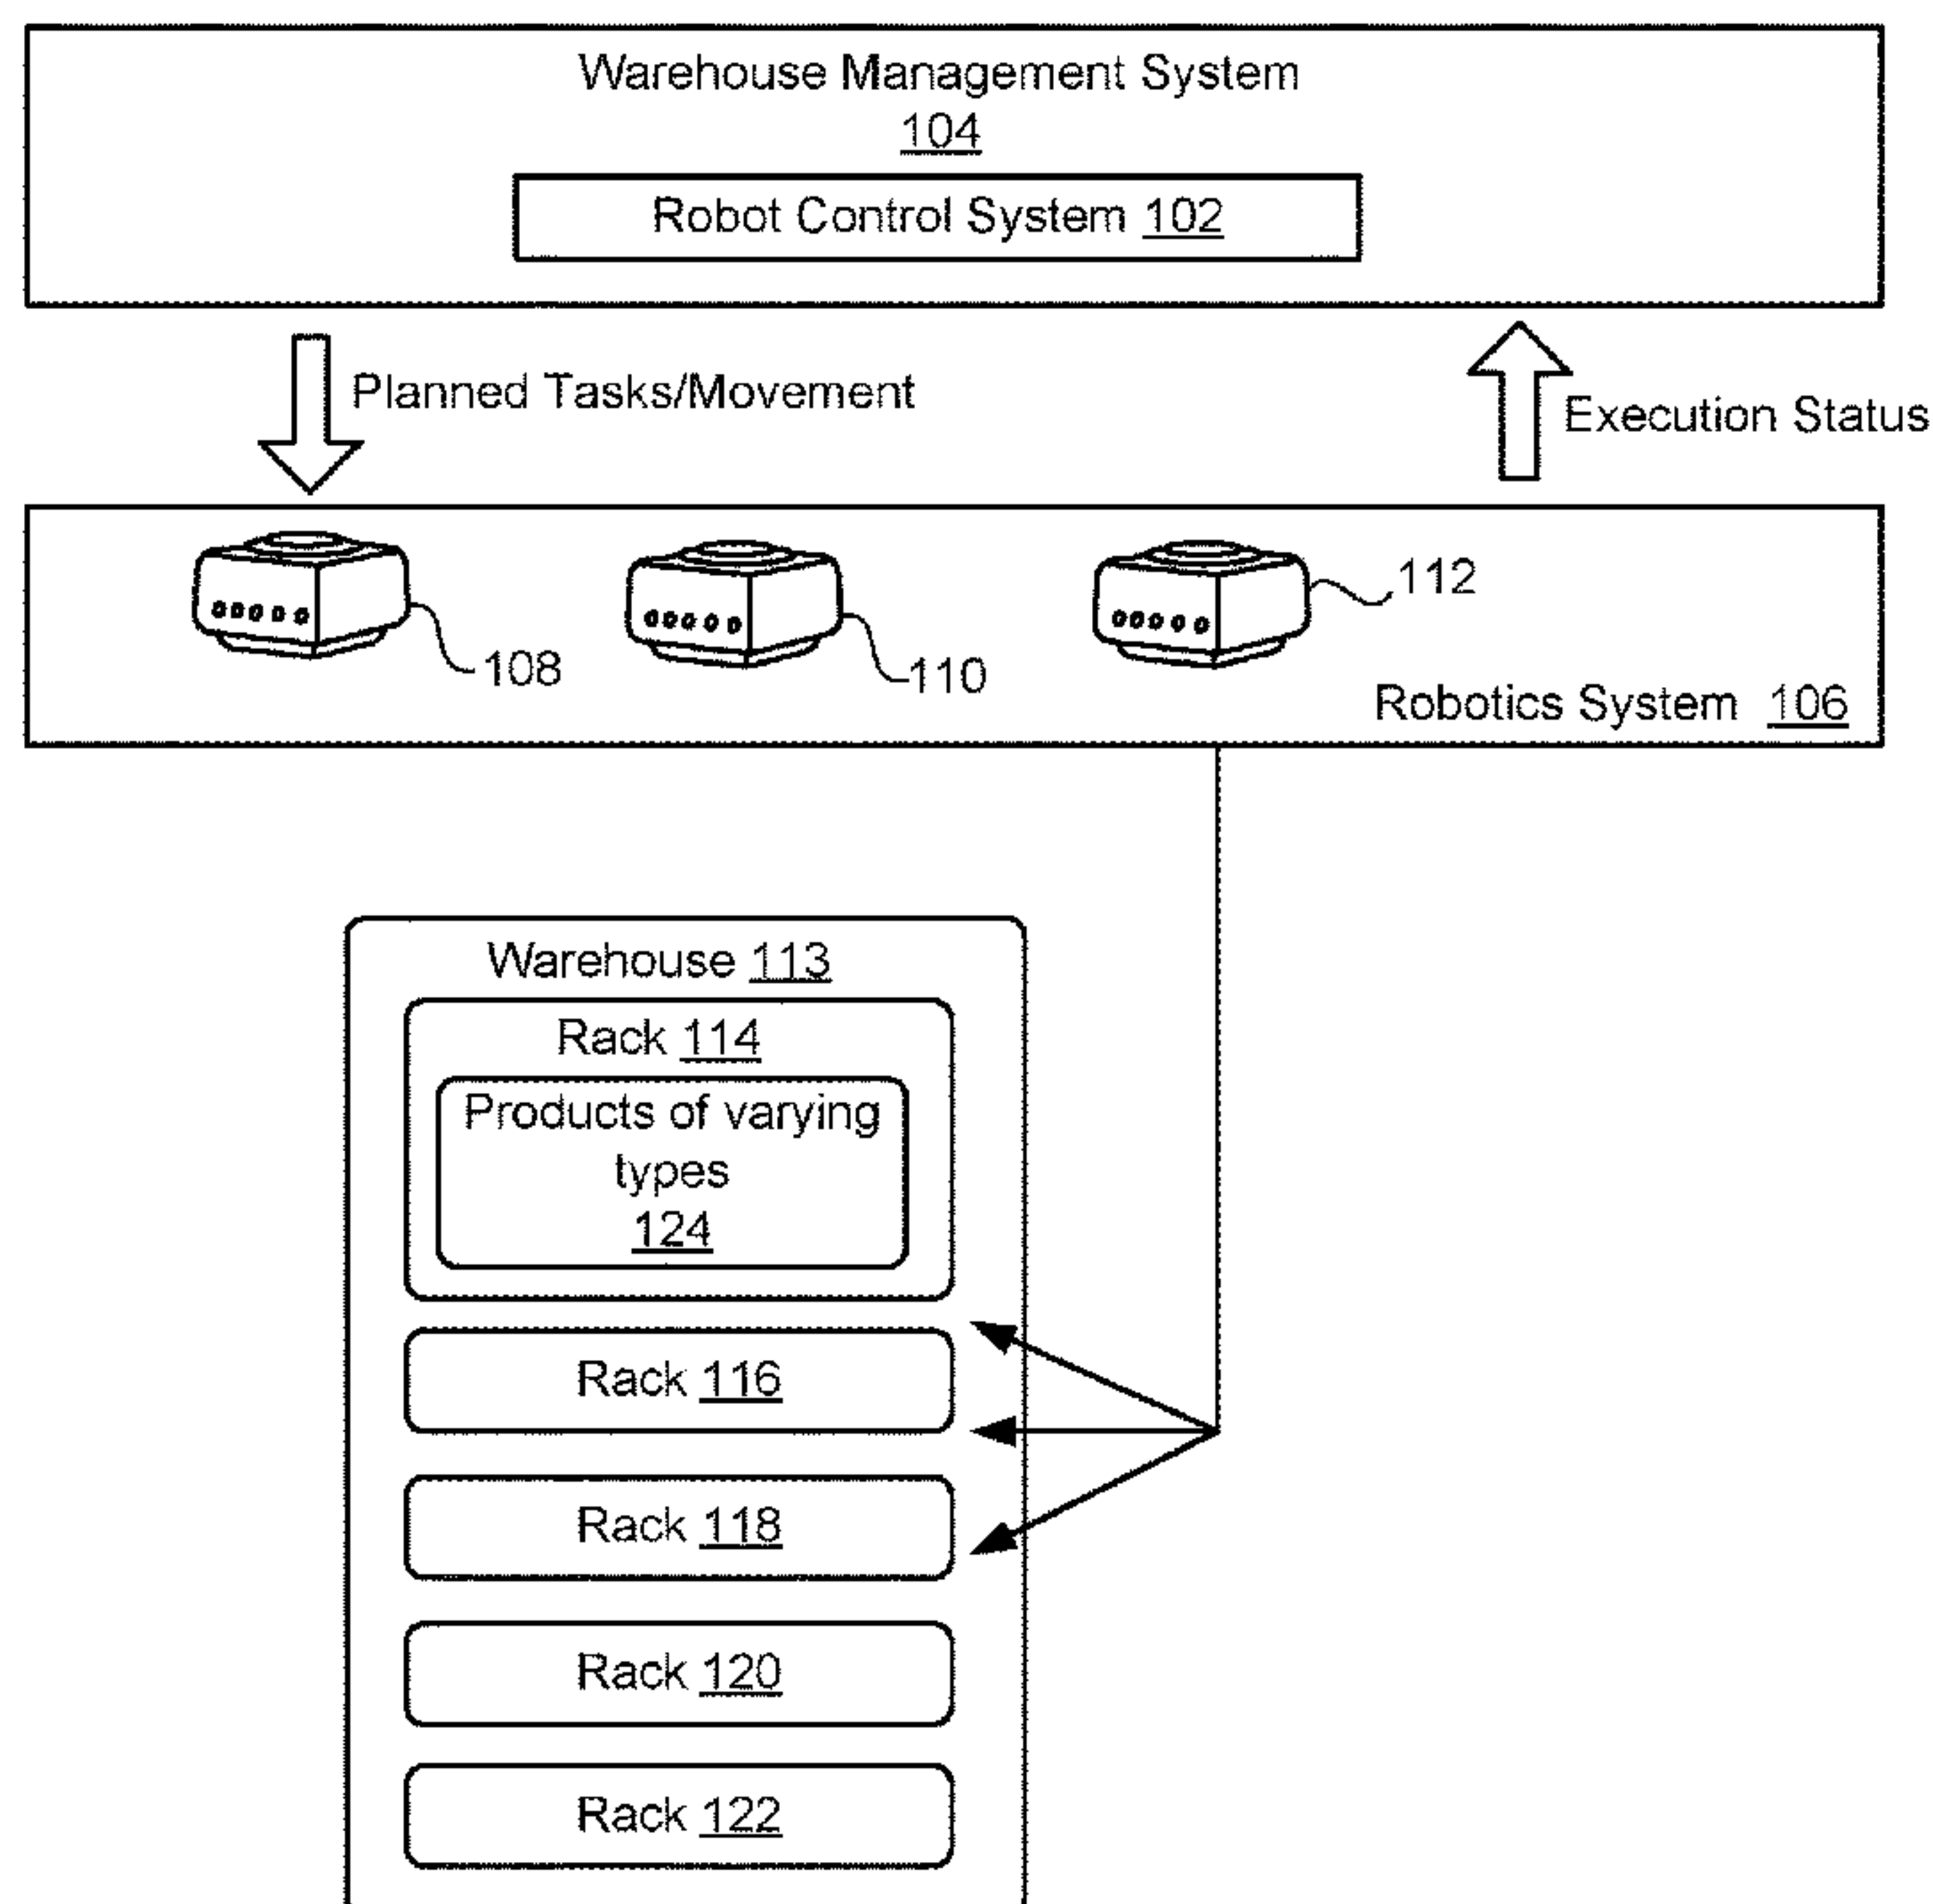 Warehouse Management System
104
Robot Control System 102
Planned Tasks/Movement
Execution Status
108
110
112
Robotics System 106
Warehouse 113
Rack 114
Products of varying
types
124
Rack 116
Rack 118
Rack 120
Rack 122